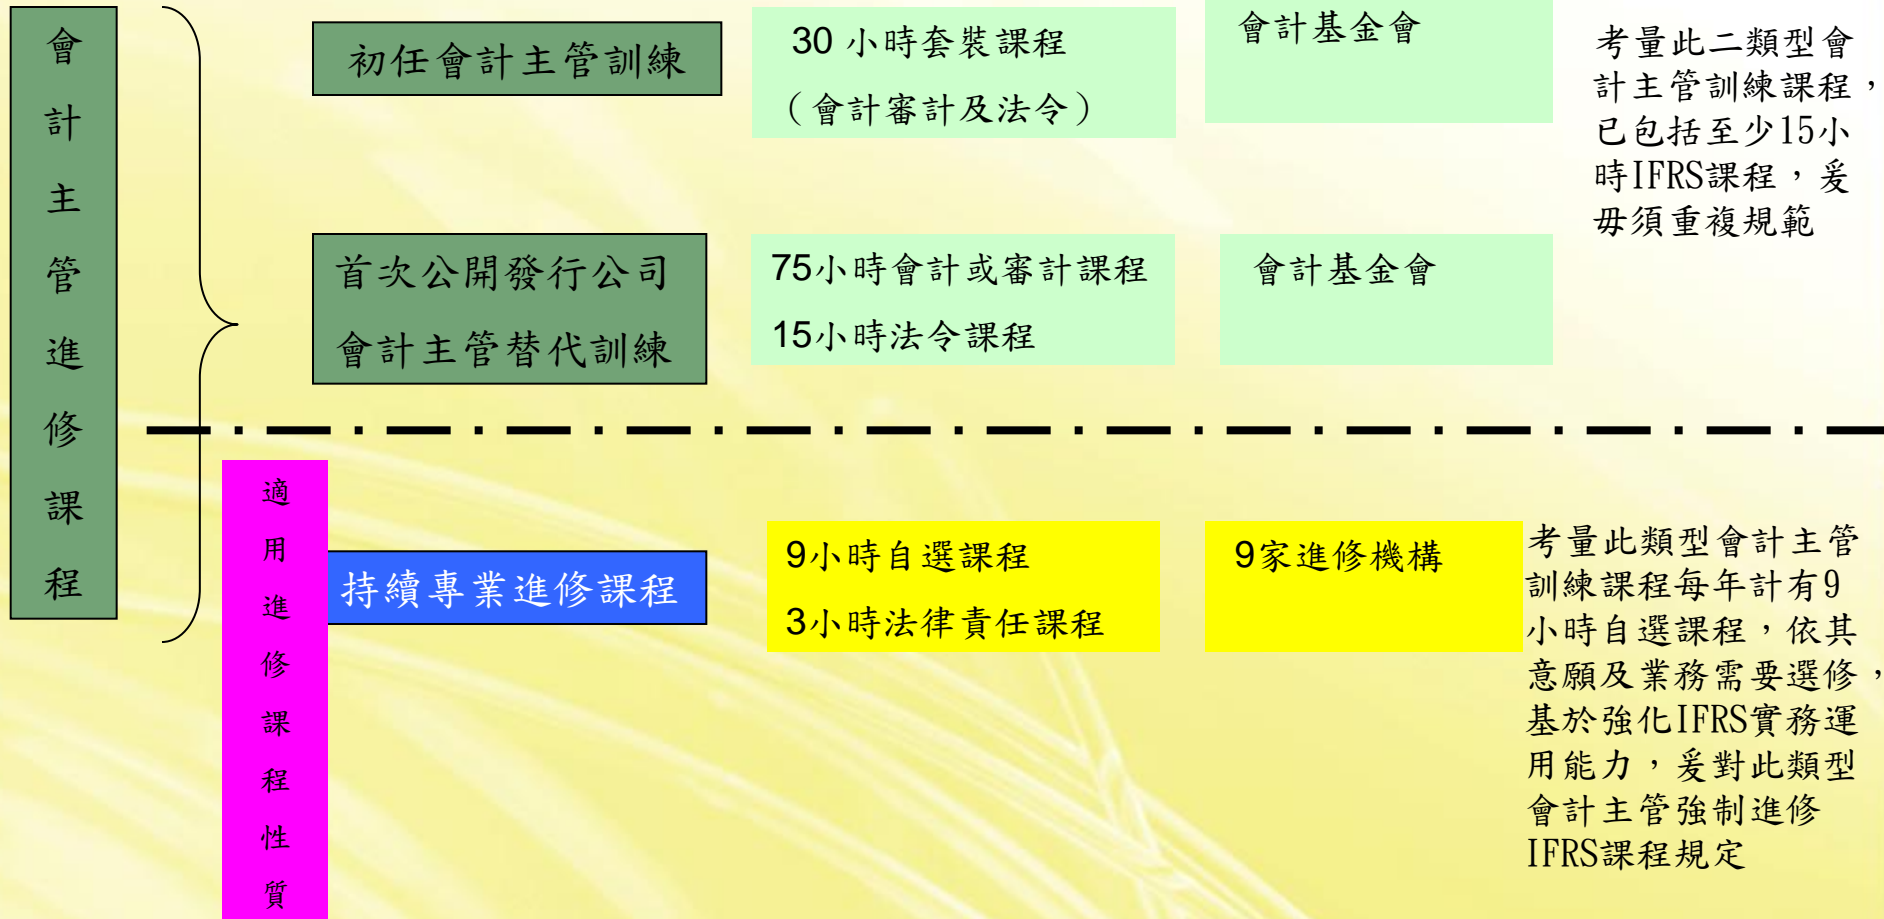 會計主管進修課程
初任會計主管訓練
30 小時套裝課程
（會計審計及法令）
會計基金會
考量此二類型會
計主管訓練課程，
已包括至少15小
時IFRS課程，爰
毋須重複規範
首次公開發行公司
會計主管替代訓練
75小時會計或審計課程
15小時法令課程
會計基金會
適用進修課程性質
持續專業進修課程
9小時自選課程
3小時法律責任課程
9家進修機構
考量此類型會計主管
訓練課程每年計有9
小時自選課程，依其
意願及業務需要選修，
基於強化IFRS實務運
用能力，爰對此類型
會計主管強制進修
IFRS課程規定